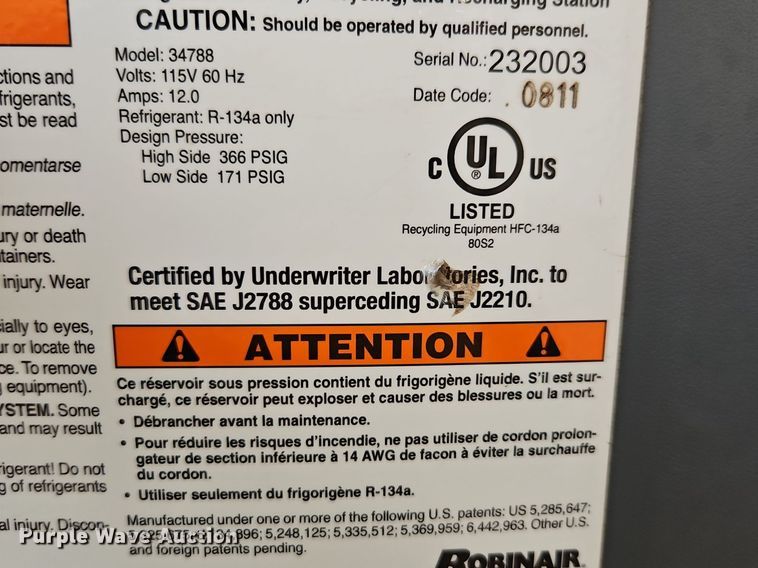 Recycling, and Recharging Station
CAUTION: Should be operated by qualified personnel.
Model: 34788
Volts: 115V 60 Hz
Amps: 12.0
Refrigerant: R-134a only
Design Pressure:
High Side 366 PSIG
Low Side 171 PSIG
Serial No.: 232003
Date Code: . 0811
C UL ® US
LISTED
Recycling Equipment HFC-134a
80S2
Certified by Underwriter Laboratories, Inc. to
meet SAE J2788 superceding SAE J2210.
ATTENTION
Ce réservoir sous pression contient du frigorigène liquide. S'il est sur-
chargé, ce réservoir peut exploser et causer des blessures ou la mort.
• Débrancher avant la maintenance.
• Pour réduire les risques d'incendie, ne pas utiliser de cordon prolon-
gateur de section inférieure à 14 AWG de facon à éviter la surchauffe
du cordon.
• Utiliser seulement du frigorigène R-134a.
Manufactured under one or more of the following U.S. patents: US 5,285,647;
896; 5,248,125; 5,335,512; 5,369,959; 6,442,963. Other U.S.
and foreign patents pending.
ROBINAIR
ctions and
frigerants,
st be read
omentarse
maternelle.
ury or death
tainers.
injury. Wear
ially to eyes,
ur or locate the
ce. To remove
equipment).
YSTEM. Some
and may result
rigerant! Do not
g of refrigerants
al injury. Discon-
Purple Wave Auction